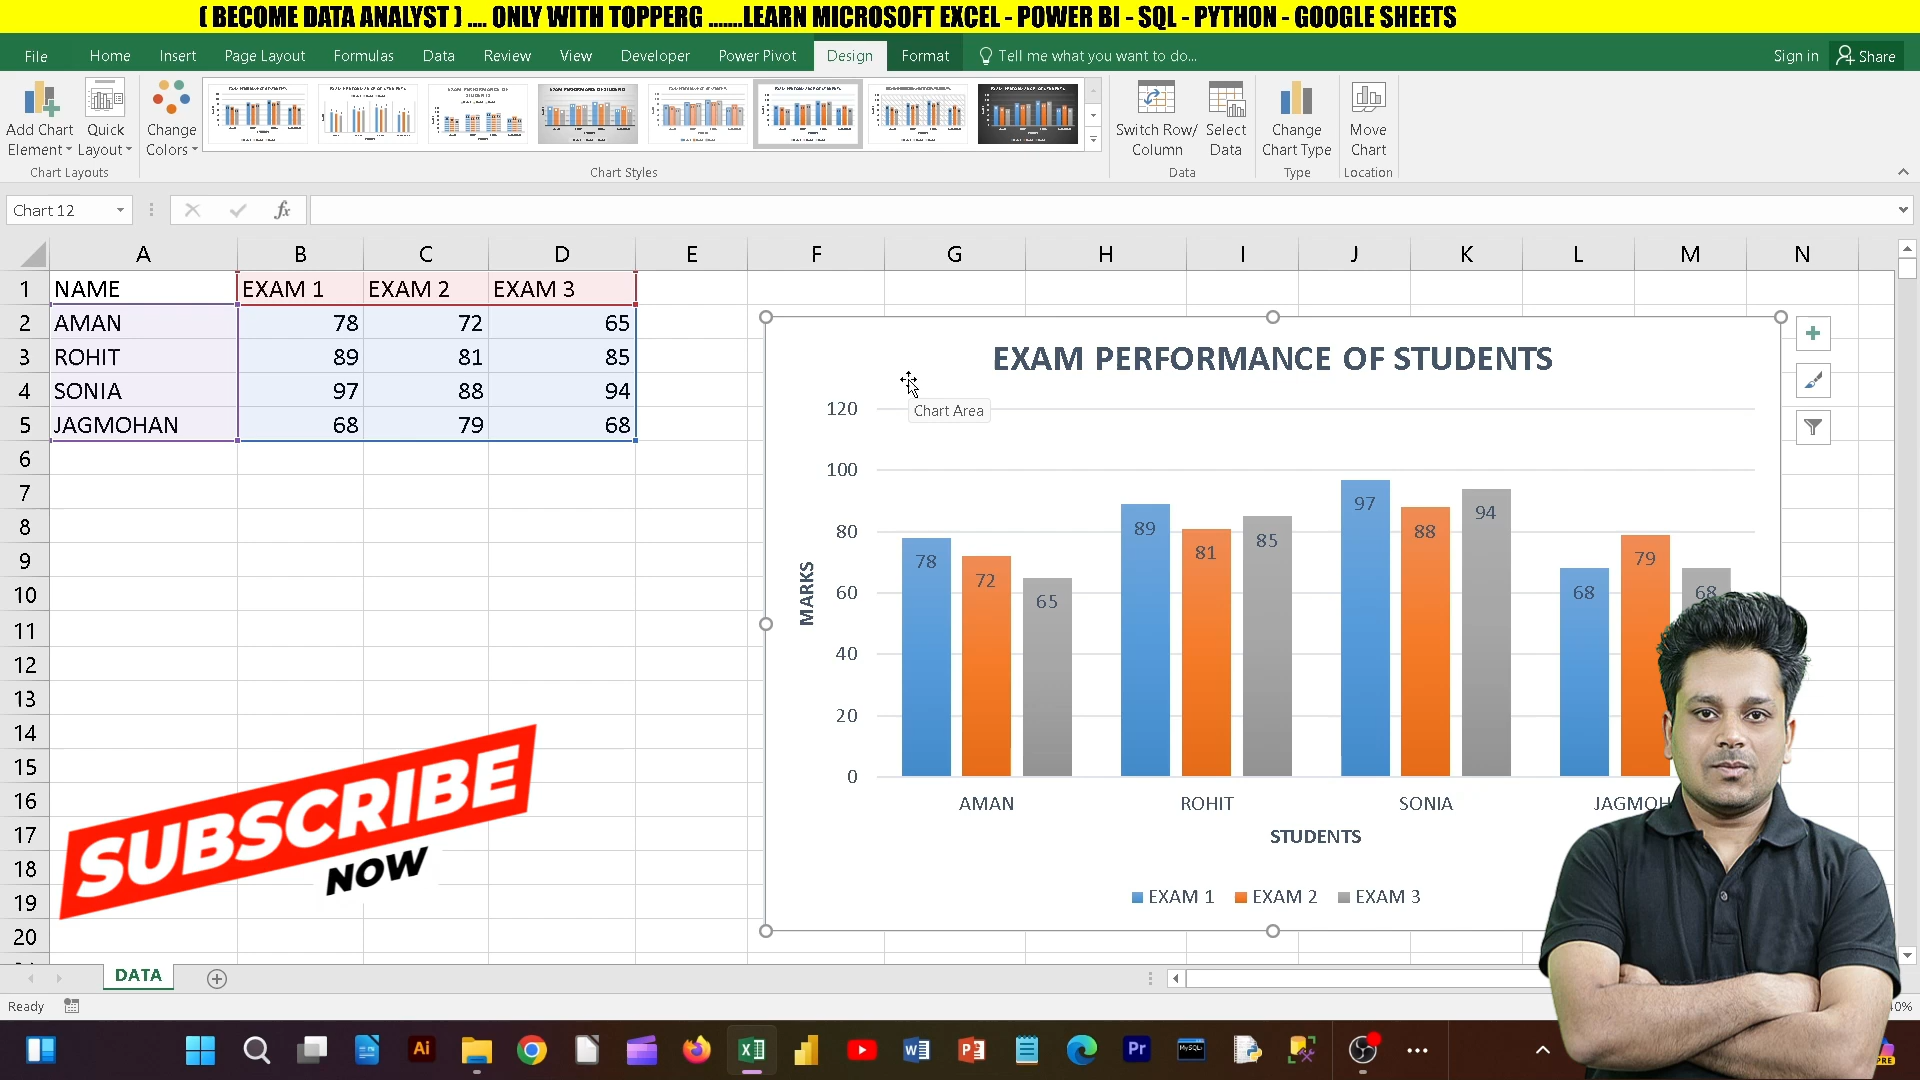 ( BECOME DATA ANALYST ) .... ONLY WITH TOPPERG .......LEARN MICROSOFT EXCEL - POWER BI - SQL - PYTHON - GOOGLE SHEETS
File Home Insert Page Layout Formulas Data Review View Developer Power Pivot Design Format Tell me what you want to do... Sign in Share
Add Chart Element
Quick Layout
Change Colors
Switch Row/ Column
Select Data
Change Chart Type
Move Chart
Chart Layouts Chart Styles Data Type Location
Chart 12 fx
A B C D E F G H I J K L M N
1 NAME EXAM 1 EXAM 2 EXAM 3
2 AMAN 78 72 65
3 ROHIT 89 81 85
4 SONIA 97 88 94
5 JAGMOHAN 68 79 68
6
7
8
9
10
11
12
13
14
15
16
17
18
19
20
EXAM PERFORMANCE OF STUDENTS
Chart Area
120
100
80
60
40
20
0
MARKS
78 72 65
89 81 85
97 88 94
68 79 68
AMAN ROHIT SONIA JAGMOH
STUDENTS
EXAM 1 EXAM 2 EXAM 3
SUBSCRIBE
NOW
DATA
Ready
0%
Ai
Pr
MySQL
PRE